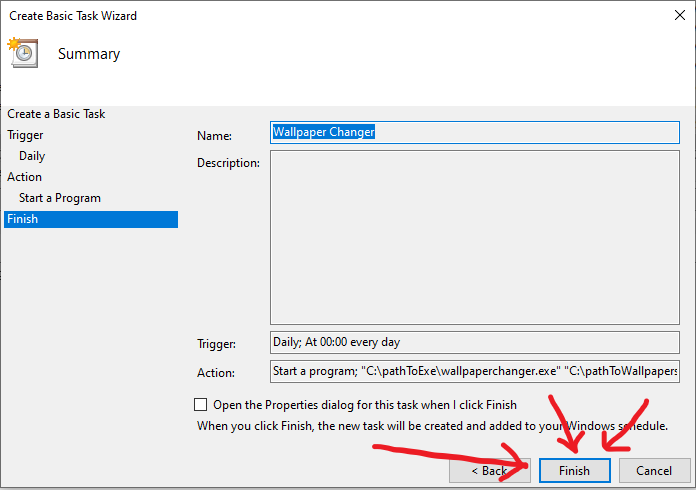 Create Basic Task Wizard
Summary
Create a Basic Task
Trigger
Daily
Action
Start a Program
Finish
Name:
Wallpaper Changer
Description:
Trigger:
Daily; At 00:00 every day
Action:
Start a program; "C:\pathToExe\wallpaperchanger.exe" "C:\pathToWallpapers
Open the Properties dialog for this task when I click Finish
When you click Finish, the new task will be created and added to your Windows schedule.
< Back
Finish
Cancel